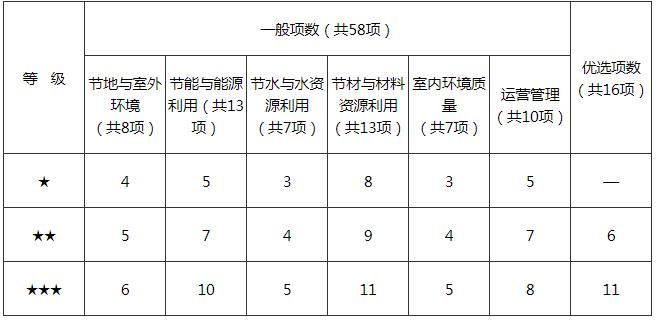 等 级
一般项数（共58项）
优选项数
（共16项）
节地与室外
环境
（共8项）
节能与能源
利用（共13
项）
节水与水资
源利用
（共7项）
节材与材料
资源利用
（共13项）
室内环境质
量
（共7项）
运营管理
（共10项）
★ 4 5 3 8 3 5 —
★★ 5 7 4 9 4 7 6
★★★ 6 10 5 11 5 8 11